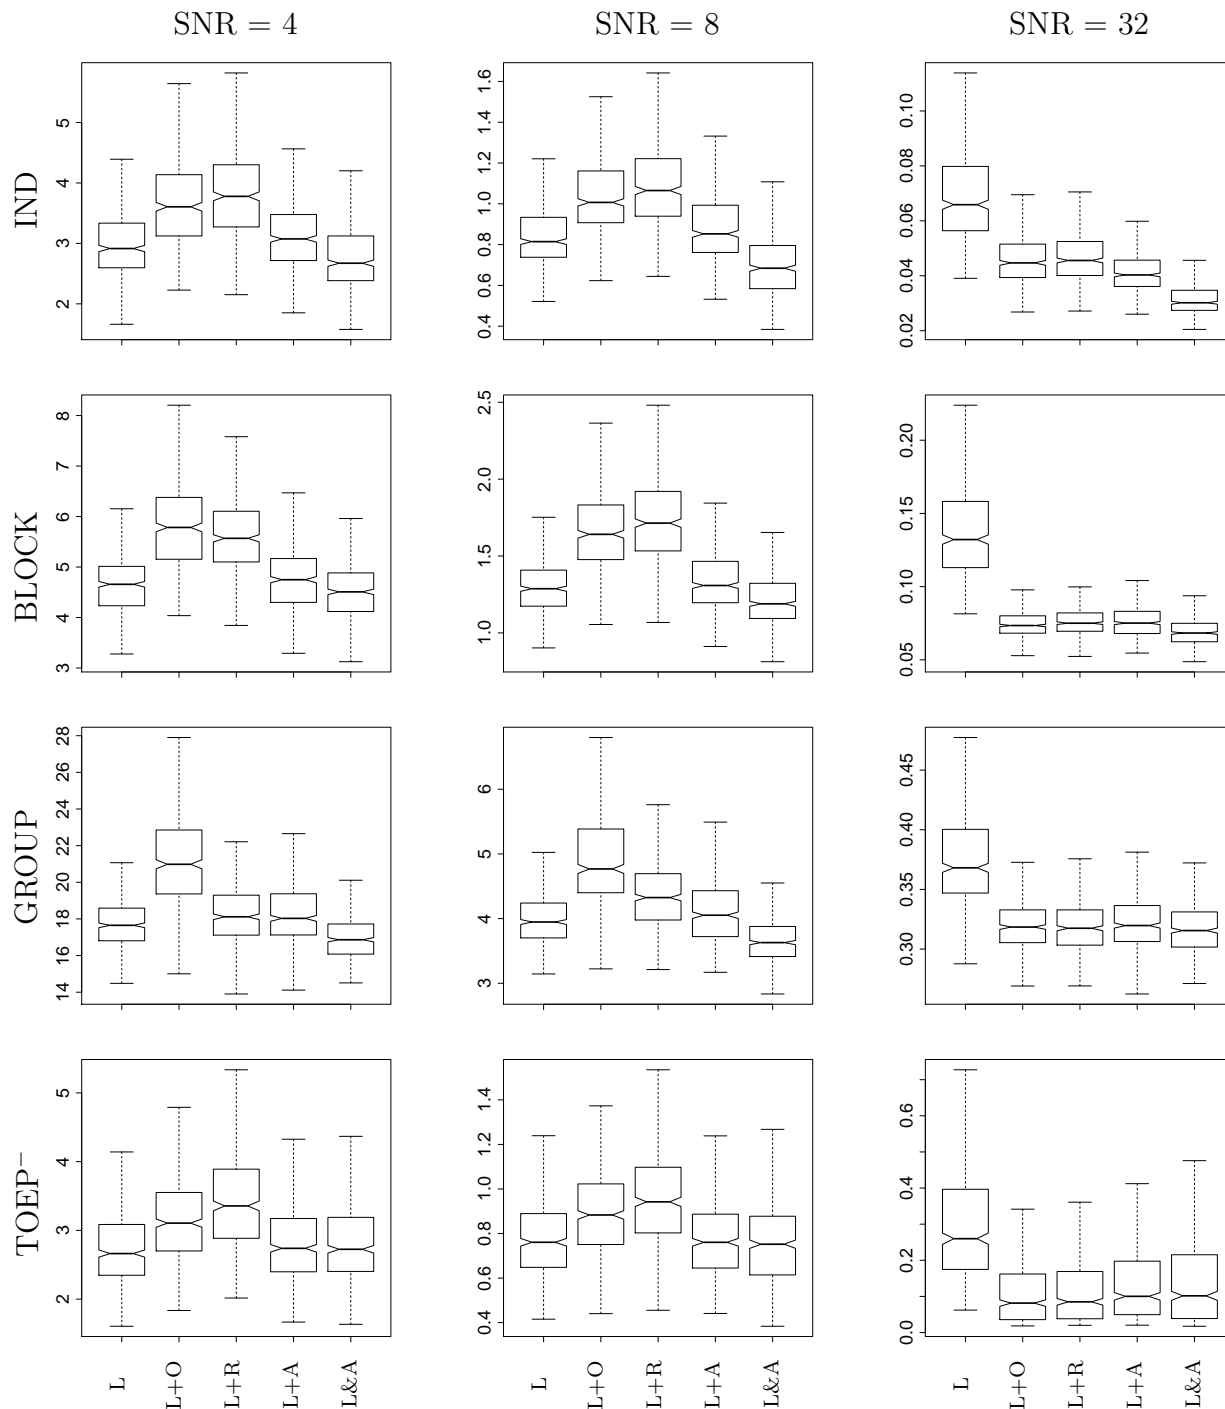 SNR = 4 SNR = 8 SNR = 32
IND
2 3 4 5
0.4 0.6 0.8 1.0 1.2 1.4 1.6
0.02 0.04 0.06 0.08 0.10
BLOCK
3 4 5 6 7 8
1.0 1.5 2.0 2.5
0.05 0.10 0.15 0.20
GROUP
14 16 18 20 22 24 26 28
3 4 5 6
0.30 0.35 0.40 0.45
TOEP⁻
2 3 4 5
0.4 0.6 0.8 1.0 1.2 1.4
0.0 0.2 0.4 0.6
L L+O L+R L+A L&A
L L+O L+R L+A L&A
L L+O L+R L+A L&A